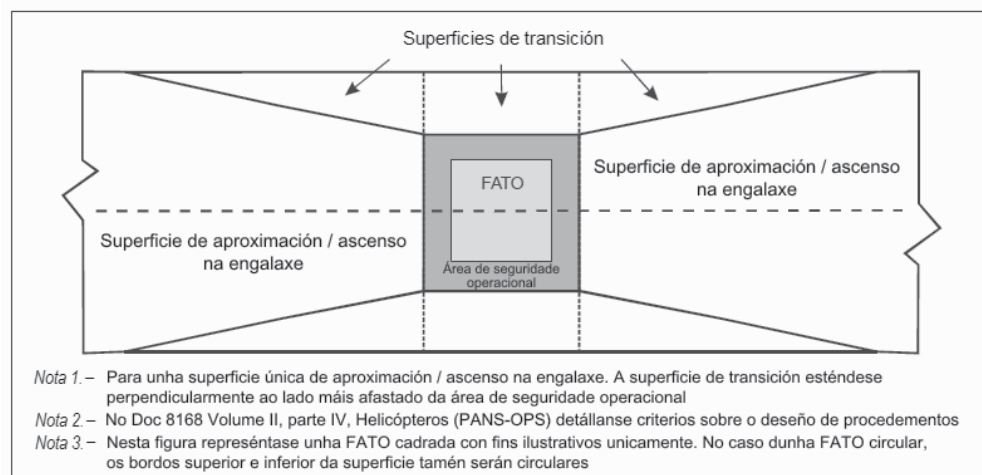 Superficies de transición
Superficie de aproximación / ascenso
na engalaxe
FATO
Superficie de aproximación / ascenso
na engalaxe
Área de seguridade
operacional
Nota 1.– Para unha superficie única de aproximación / ascenso na engalaxe. A superficie de transición esténdese
perpendicularmente ao lado máis afastado da área de seguridade operacional
Nota 2.– No Doc 8168 Volume II, parte IV, Helicópteros (PANS-OPS) detállanse criterios sobre o deseño de procedementos
Nota 3.– Nesta figura represéntase unha FATO cadrada con fins ilustrativos unicamente. No caso dunha FATO circular,
os bordos superior e inferior da superficie tamén serán circulares